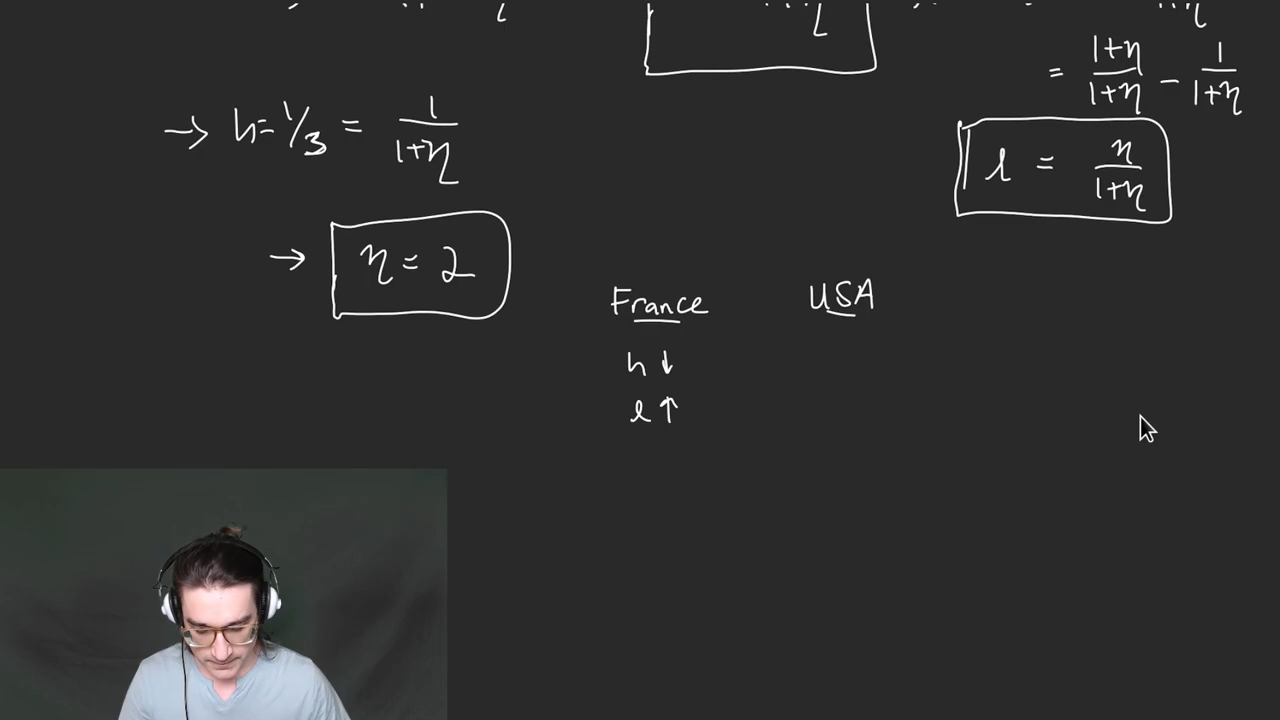 = 1+η/1+η − 1/1+η
→ h = 1/3 = 1/1+η
l = η/1+η
→ η = 2
France USA
h ↓
l ↑